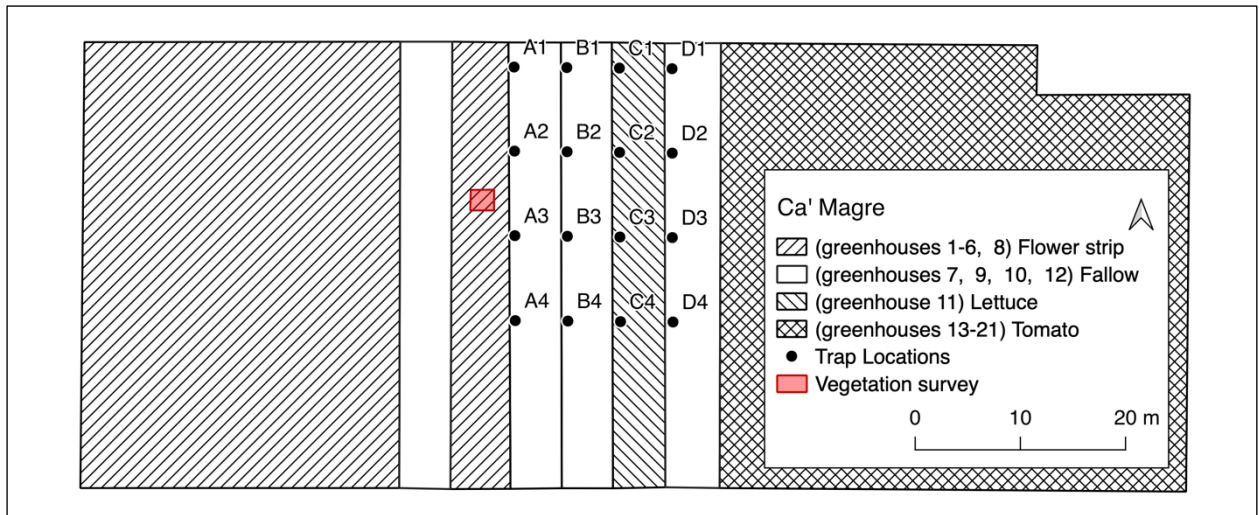 A1 B1 C1 D1
A2 B2 C2 D2
A3 B3 C3 D3
A4 B4 C4 D4
Ca' Magre
(greenhouses 1-6, 8) Flower strip
(greenhouses 7, 9, 10, 12) Fallow
(greenhouse 11) Lettuce
(greenhouses 13-21) Tomato
Trap Locations
Vegetation survey
0 10 20 m